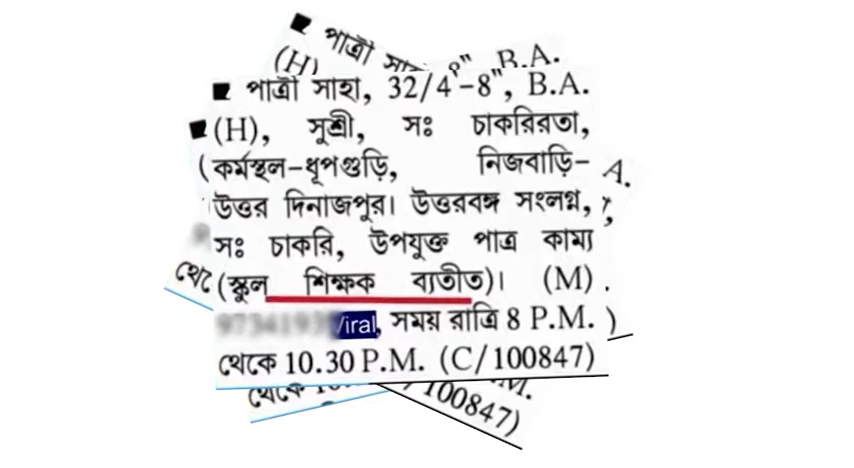 ■ পাত্রী সাহা, 32/4'-8", B.A.
(H), সুশ্রী, সঃ চাকরিরতা,
কর্মস্থল-ধূপগুড়ি, নিজবাড়ি-
উত্তর দিনাজপুর। উত্তরবঙ্গ সংলগ্ন,
সঃ চাকরি, উপযুক্ত পাত্র কাম্য
(স্কুল শিক্ষক ব্যতীত)। (M)
Viral, সময় রাত্রি 8 P.M.
থেকে 10.30 P.M. (C/100847)